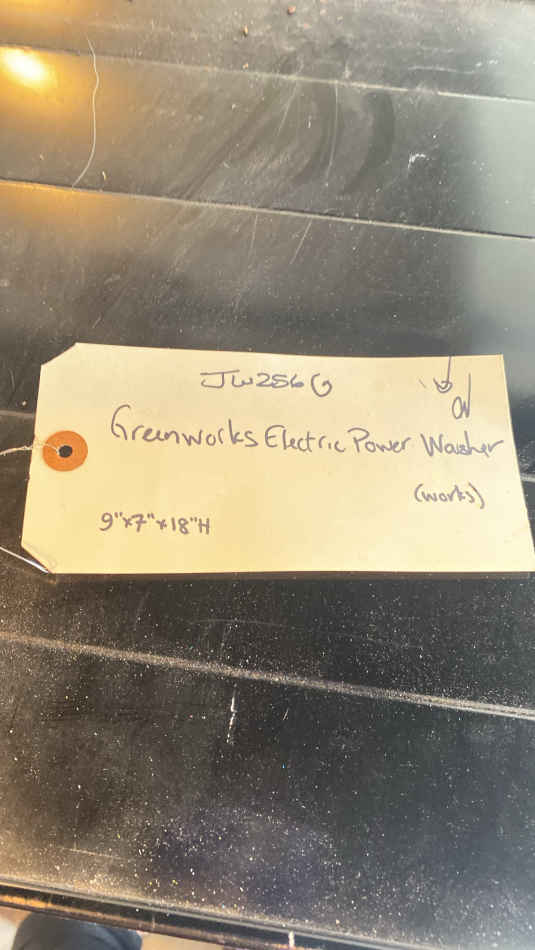 JW256G
Greenworks Electric Power Washer
(works)
9"x7"x18"H